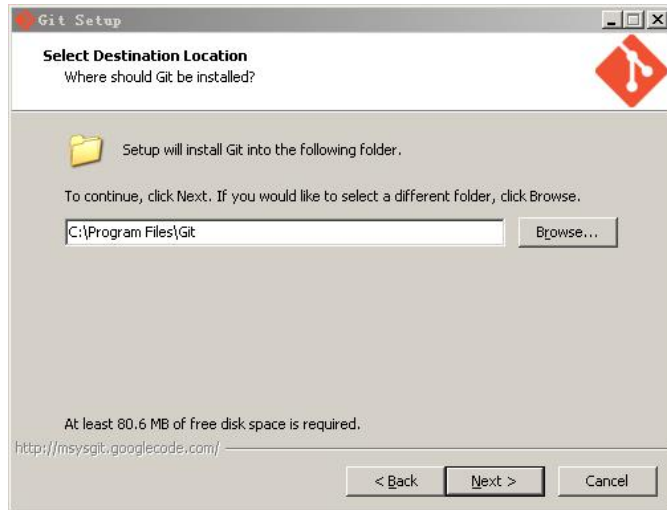 Git Setup
Select Destination Location
Where should Git be installed?
Setup will install Git into the following folder.
To continue, click Next. If you would like to select a different folder, click Browse.
C:\Program Files\Git
Browse...
At least 80.6 MB of free disk space is required.
http://msysgit.googlecode.com/
< Back
Next >
Cancel